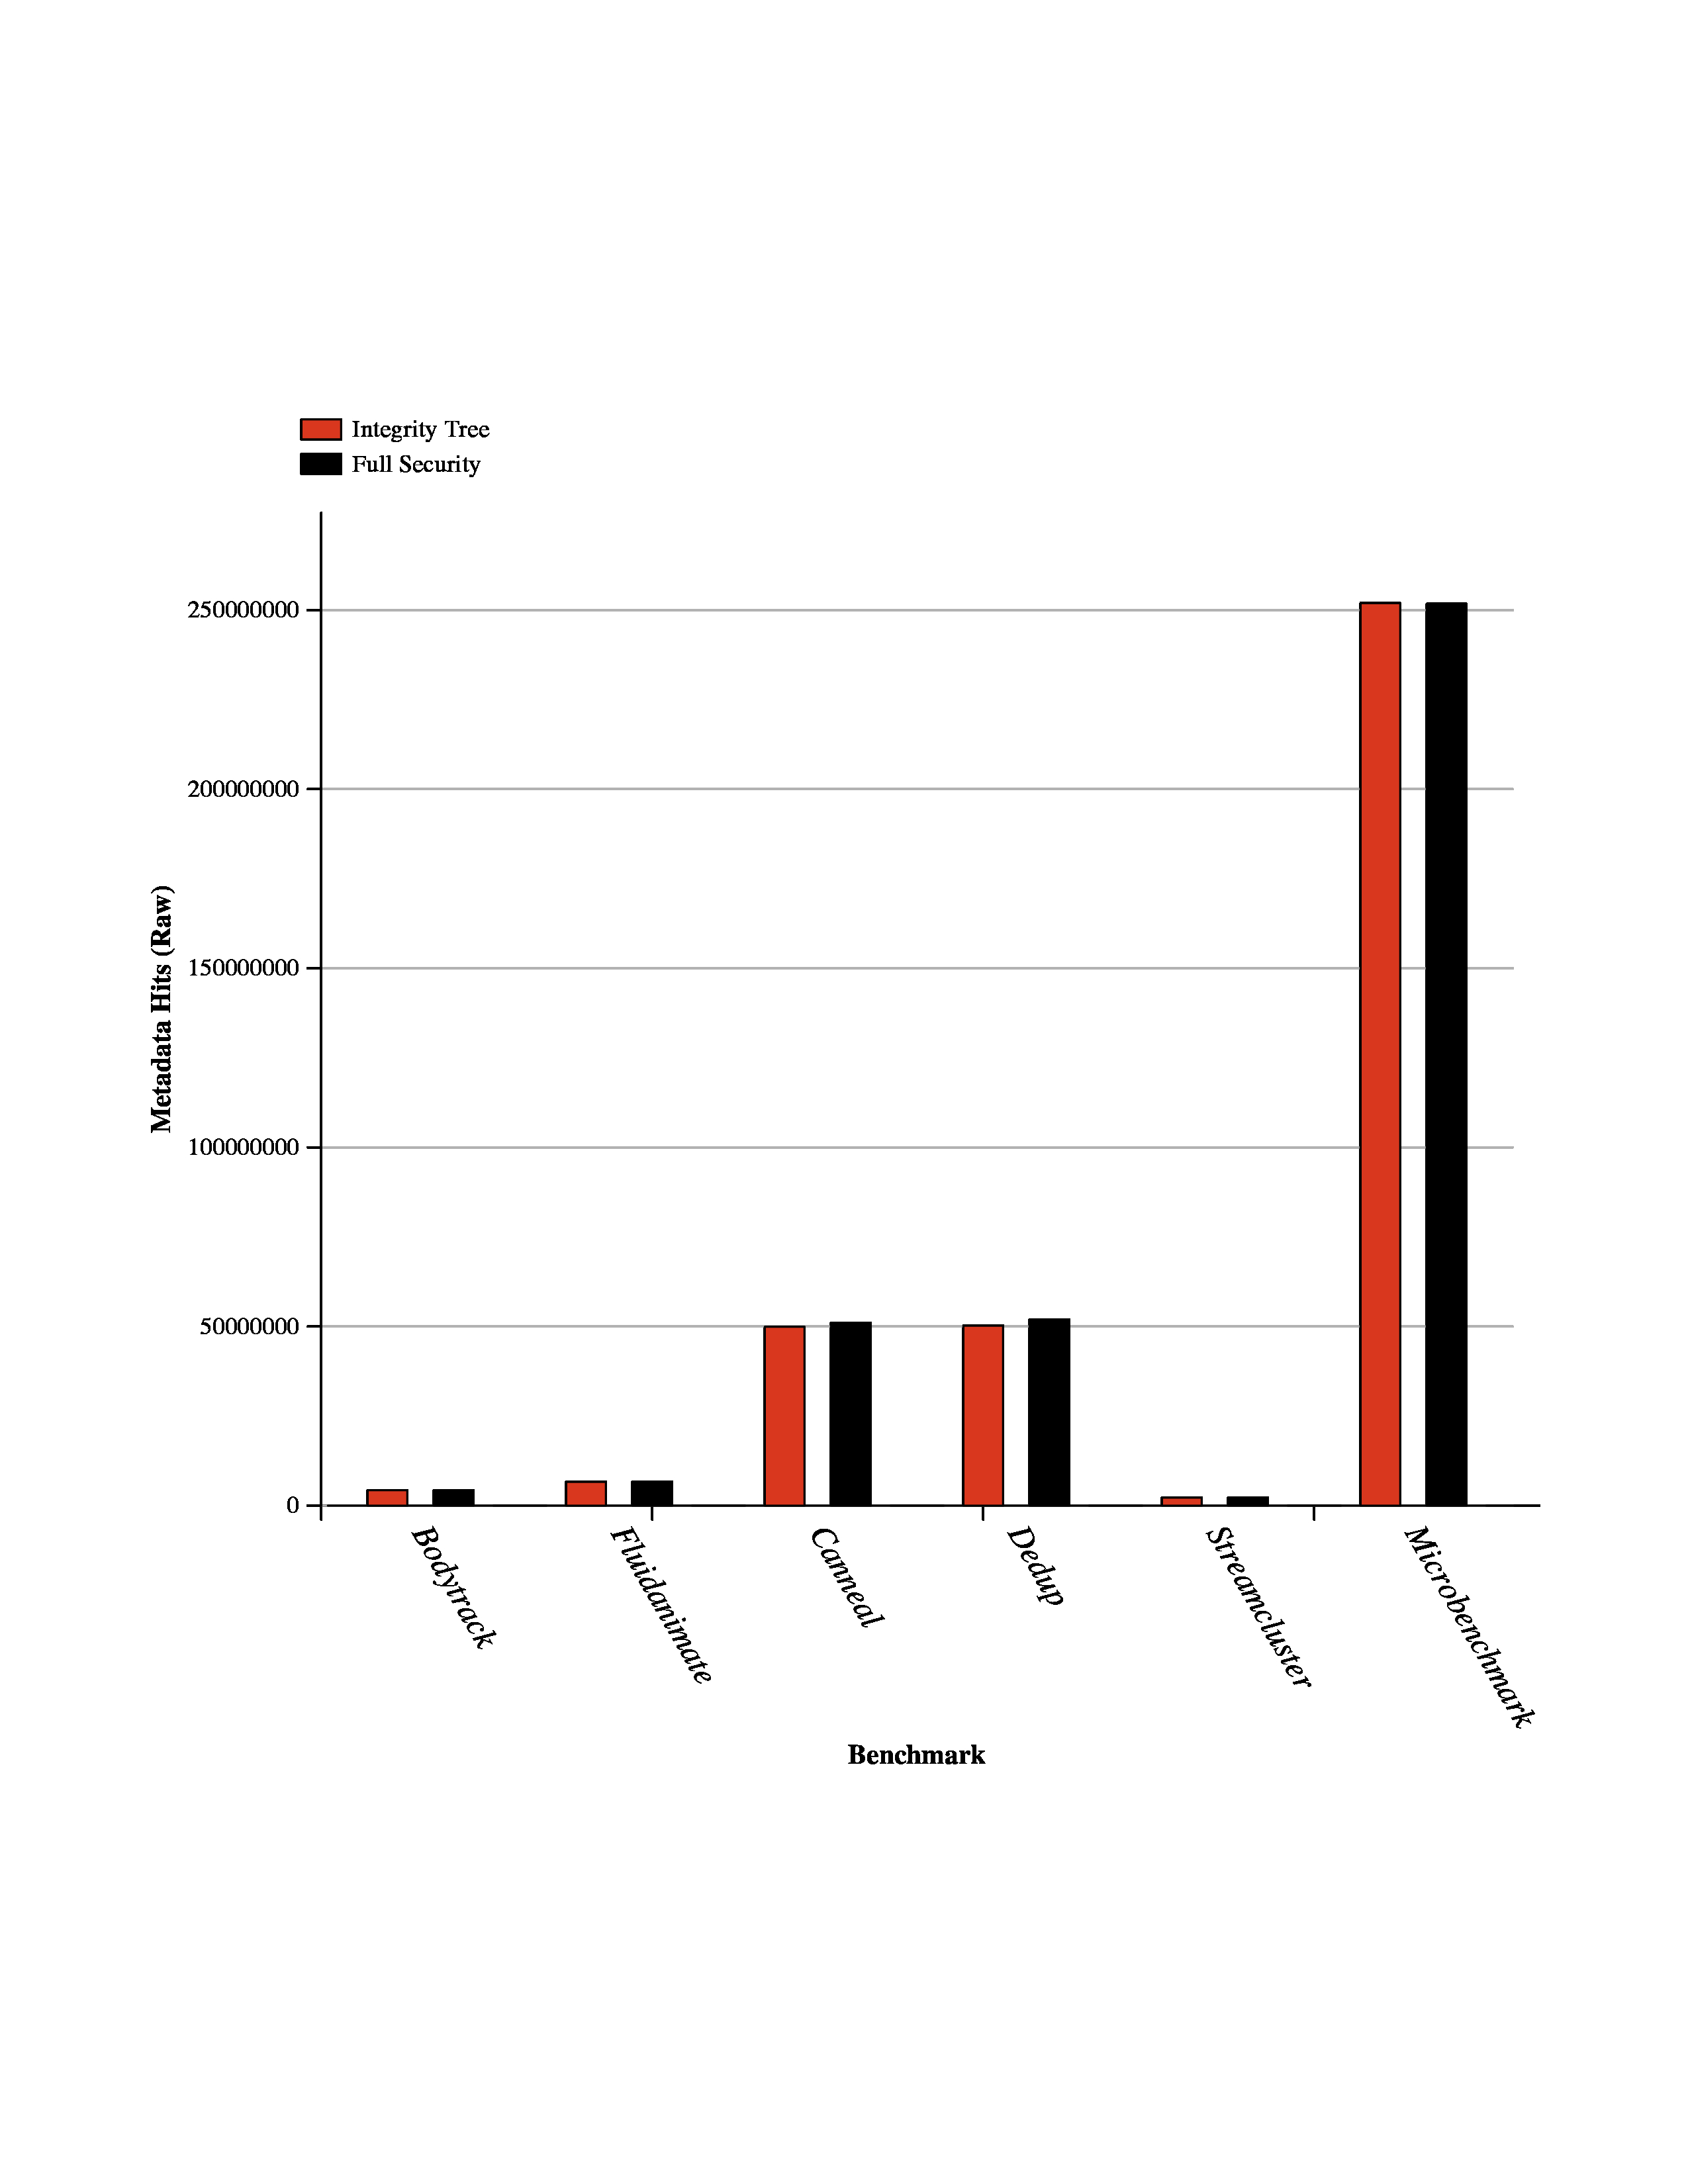 Integrity Tree
Full Security
250000000
200000000
150000000
100000000
50000000
0
Metadata Hits (Raw)
Bodytrack
Fluidanimate
Canneal
Dedup
Streamcluster
Microbenchmark
Benchmark